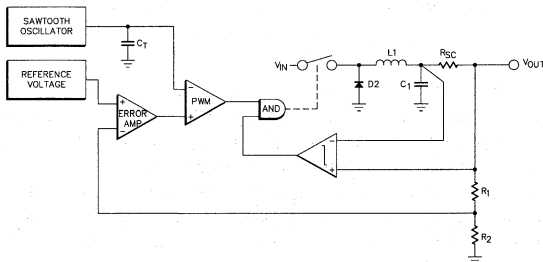 SAWTOOTH
OSCILLATOR
CT
REFERENCE
VOLTAGE
+
ERROR
AMP
−
−
PWM
+
AND
VIN
D2
L1
C1
RSC
VOUT
−
+
R1
R2